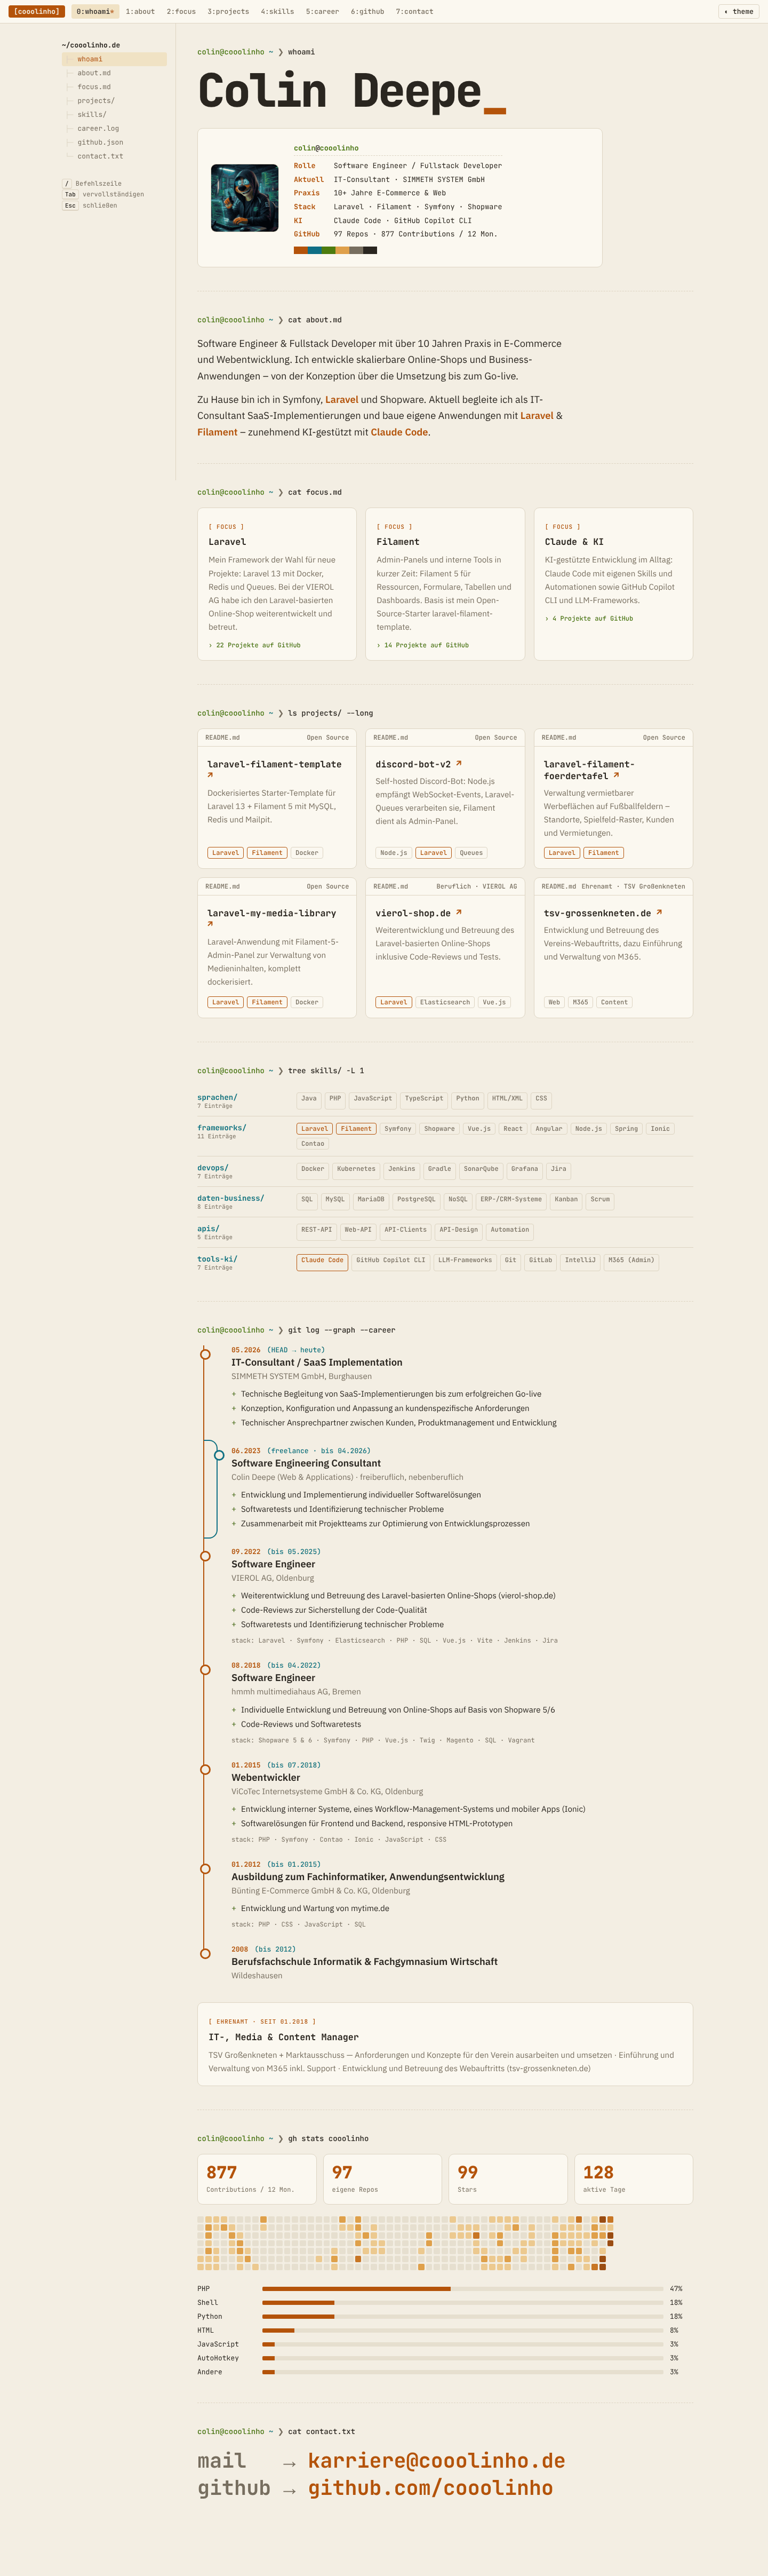 [cooolinho] 0:whoami* 1:about 2:focus 3:projects 4:skills 5:career 6:github 7:contact ◐ theme
~/cooolinho.de
├─ whoami
├─ about.md
├─ focus.md
├─ projects/
├─ skills/
├─ career.log
├─ github.json
└─ contact.txt
/ Befehlszeile
Tab vervollständigen
Esc schließen
colin@cooolinho ~ ❯ whoami
Colin Deepe_
colin@cooolinho
Rolle Software Engineer / Fullstack Developer
Aktuell IT-Consultant · SIMMETH SYSTEM GmbH
Praxis 10+ Jahre E-Commerce & Web
Stack Laravel · Filament · Symfony · Shopware
KI Claude Code · GitHub Copilot CLI
GitHub 97 Repos · 877 Contributions / 12 Mon.
colin@cooolinho ~ ❯ cat about.md
Software Engineer & Fullstack Developer mit über 10 Jahren Praxis in E-Commerce
und Webentwicklung. Ich entwickle skalierbare Online-Shops und Business-
Anwendungen – von der Konzeption über die Umsetzung bis zum Go-live.
Zu Hause bin ich in Symfony, Laravel und Shopware. Aktuell begleite ich als IT-
Consultant SaaS-Implementierungen und baue eigene Anwendungen mit Laravel &
Filament – zunehmend KI-gestützt mit Claude Code.
colin@cooolinho ~ ❯ cat focus.md
[ FOCUS ]
Laravel
Mein Framework der Wahl für neue
Projekte: Laravel 13 mit Docker,
Redis und Queues. Bei der VIEROL
AG habe ich den Laravel-basierten
Online-Shop weiterentwickelt und
betreut.
› 22 Projekte auf GitHub
[ FOCUS ]
Filament
Admin-Panels und interne Tools in
kurzer Zeit: Filament 5 für
Ressourcen, Formulare, Tabellen und
Dashboards. Basis ist mein Open-
Source-Starter laravel-filament-
template.
› 14 Projekte auf GitHub
[ FOCUS ]
Claude & KI
KI-gestützte Entwicklung im Alltag:
Claude Code mit eigenen Skills und
Automationen sowie GitHub Copilot
CLI und LLM-Frameworks.
› 4 Projekte auf GitHub
colin@cooolinho ~ ❯ ls projects/ --long
README.md Open Source
laravel-filament-template
↗
Dockerisiertes Starter-Template für
Laravel 13 + Filament 5 mit MySQL,
Redis und Mailpit.
Laravel Filament Docker
README.md Open Source
discord-bot-v2 ↗
Self-hosted Discord-Bot: Node.js
empfängt WebSocket-Events, Laravel-
Queues verarbeiten sie, Filament
dient als Admin-Panel.
Node.js Laravel Queues
README.md Open Source
laravel-filament-
foerdertafel ↗
Verwaltung vermietbarer
Werbeflächen auf Fußballfeldern –
Standorte, Spielfeld-Raster, Kunden
und Vermietungen.
Laravel Filament
README.md Open Source
laravel-my-media-library
↗
Laravel-Anwendung mit Filament-5-
Admin-Panel zur Verwaltung von
Medieninhalten, komplett
dockerisiert.
Laravel Filament Docker
README.md Beruflich · VIEROL AG
vierol-shop.de ↗
Weiterentwicklung und Betreuung des
Laravel-basierten Online-Shops
inklusive Code-Reviews und Tests.
Laravel Elasticsearch Vue.js
README.md Ehrenamt · TSV Großenkneten
tsv-grossenkneten.de ↗
Entwicklung und Betreuung des
Vereins-Webauftritts, dazu Einführung
und Verwaltung von M365.
Web M365 Content
colin@cooolinho ~ ❯ tree skills/ -L 1
sprachen/ Java PHP JavaScript TypeScript Python HTML/XML CSS
7 Einträge
frameworks/ Laravel Filament Symfony Shopware Vue.js React Angular Node.js Spring Ionic
11 Einträge
Contao
devops/ Docker Kubernetes Jenkins Gradle SonarQube Grafana Jira
7 Einträge
daten-business/ SQL MySQL MariaDB PostgreSQL NoSQL ERP-/CRM-Systeme Kanban Scrum
8 Einträge
apis/ REST-API Web-API API-Clients API-Design Automation
5 Einträge
tools-ki/ Claude Code GitHub Copilot CLI LLM-Frameworks Git GitLab IntelliJ M365 (Admin)
7 Einträge
colin@cooolinho ~ ❯ git log --graph --career
05.2026 (HEAD → heute)
IT-Consultant / SaaS Implementation
SIMMETH SYSTEM GmbH, Burghausen
+ Technische Begleitung von SaaS-Implementierungen bis zum erfolgreichen Go-live
+ Konzeption, Konfiguration und Anpassung an kundenspezifische Anforderungen
+ Technischer Ansprechpartner zwischen Kunden, Produktmanagement und Entwicklung
06.2023 (freelance · bis 04.2026)
Software Engineering Consultant
Colin Deepe (Web & Applications) · freiberuflich, nebenberuflich
+ Entwicklung und Implementierung individueller Softwarelösungen
+ Softwaretests und Identifizierung technischer Probleme
+ Zusammenarbeit mit Projektteams zur Optimierung von Entwicklungsprozessen
09.2022 (bis 05.2025)
Software Engineer
VIEROL AG, Oldenburg
+ Weiterentwicklung und Betreuung des Laravel-basierten Online-Shops (vierol-shop.de)
+ Code-Reviews zur Sicherstellung der Code-Qualität
+ Softwaretests und Identifizierung technischer Probleme
stack: Laravel · Symfony · Elasticsearch · PHP · SQL · Vue.js · Vite · Jenkins · Jira
08.2018 (bis 04.2022)
Software Engineer
hmmh multimediahaus AG, Bremen
+ Individuelle Entwicklung und Betreuung von Online-Shops auf Basis von Shopware 5/6
+ Code-Reviews und Softwaretests
stack: Shopware 5 & 6 · Symfony · PHP · Vue.js · Twig · Magento · SQL · Vagrant
01.2015 (bis 07.2018)
Webentwickler
ViCoTec Internetsysteme GmbH & Co. KG, Oldenburg
+ Entwicklung interner Systeme, eines Workflow-Management-Systems und mobiler Apps (Ionic)
+ Softwarelösungen für Frontend und Backend, responsive HTML-Prototypen
stack: PHP · Symfony · Contao · Ionic · JavaScript · CSS
01.2012 (bis 01.2015)
Ausbildung zum Fachinformatiker, Anwendungsentwicklung
Bünting E-Commerce GmbH & Co. KG, Oldenburg
+ Entwicklung und Wartung von mytime.de
stack: PHP · CSS · JavaScript · SQL
2008 (bis 2012)
Berufsfachschule Informatik & Fachgymnasium Wirtschaft
Wildeshausen
[ EHRENAMT · SEIT 01.2018 ]
IT-, Media & Content Manager
TSV Großenkneten + Marktausschuss — Anforderungen und Konzepte für den Verein ausarbeiten und umsetzen · Einführung und
Verwaltung von M365 inkl. Support · Entwicklung und Betreuung des Webauftritts (tsv-grossenkneten.de)
colin@cooolinho ~ ❯ gh stats cooolinho
877
Contributions / 12 Mon.
97
eigene Repos
99
Stars
128
aktive Tage
PHP 47%
Shell 18%
Python 18%
HTML 8%
JavaScript 3%
AutoHotkey 3%
Andere 3%
colin@cooolinho ~ ❯ cat contact.txt
mail → karriere@cooolinho.de
github → github.com/cooolinho